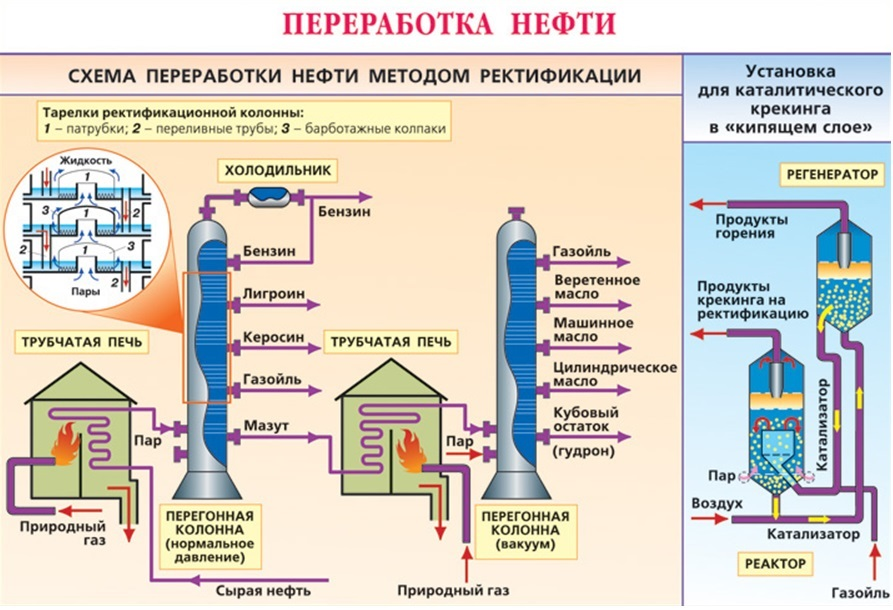 ПЕРЕРАБОТКА НЕФТИ
СХЕМА ПЕРЕРАБОТКИ НЕФТИ МЕТОДОМ РЕКТИФИКАЦИИ
Тарелки ректификационной колонны:
1 – патрубки; 2 – переливные трубы; 3 – барботажные колпаки
Жидкость
1
3
1
2
1
3
2
2
Пары
ХОЛОДИЛЬНИК
Бензин
Бензин
Лигроин
Керосин
Газойль
Мазут
ТРУБЧАТАЯ ПЕЧЬ
Пар
Природный
газ
ПЕРЕГОННАЯ
КОЛОННА
(нормальное
давление)
Сырая нефть
ТРУБЧАТАЯ ПЕЧЬ
Пар
Природный газ
Газойль
Веретенное
масло
Машинное
масло
Цилиндрическое
масло
Кубовый
остаток
(гудрон)
ПЕРЕГОННАЯ
КОЛОННА
(вакуум)
Установка
для каталитического
крекинга
в «кипящем слое»
РЕГЕНЕРАТОР
Продукты
горения
Продукты
крекинга на
ректификацию
Катализатор
Пар
Воздух
Катализатор
РЕАКТОР
Газойль